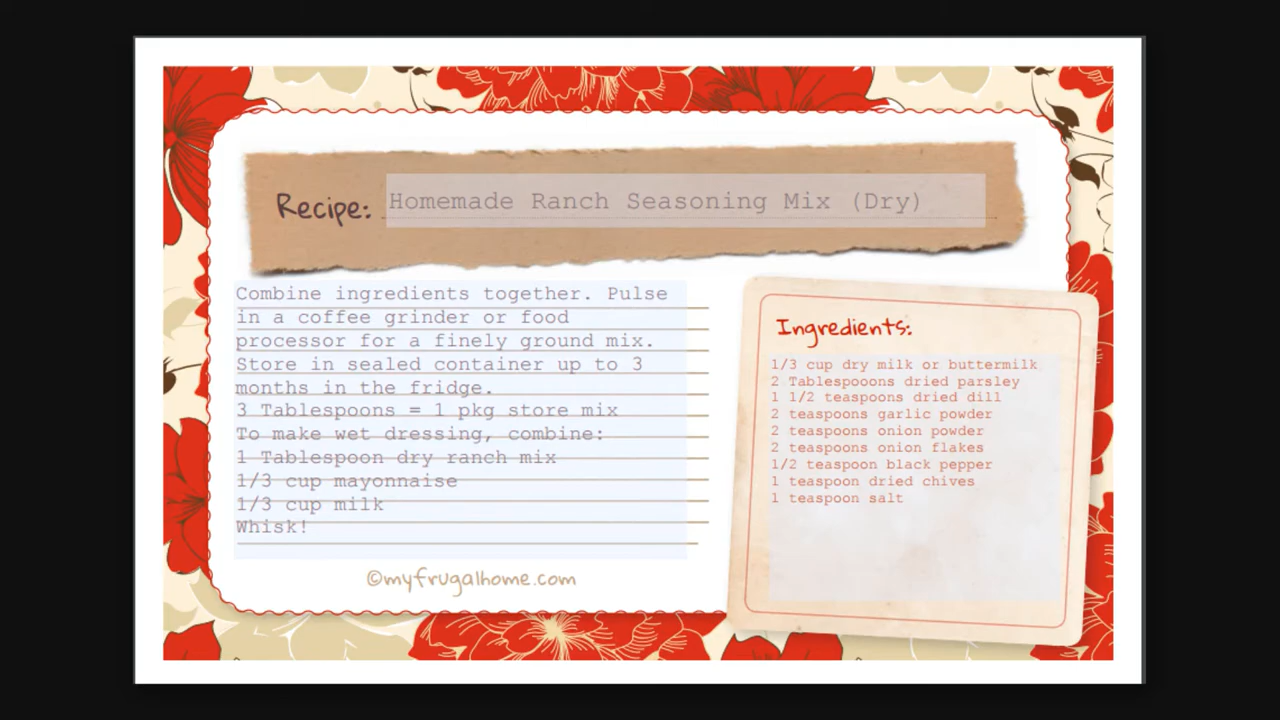 Recipe: Homemade Ranch Seasoning Mix (Dry)
Combine ingredients together. Pulse
in a coffee grinder or food
processor for a finely ground mix.
Store in sealed container up to 3
months in the fridge.
3 Tablespoons = 1 pkg store mix
To make wet dressing, combine:
1 Tablespoon dry ranch mix
1/3 cup mayonnaise
1/3 cup milk
Whisk!
©myfrugalhome.com
Ingredients:
1/3 cup dry milk or buttermilk
2 Tablespooons dried parsley
1 1/2 teaspoons dried dill
2 teaspoons garlic powder
2 teaspoons onion powder
2 teaspoons onion flakes
1/2 teaspoon black pepper
1 teaspoon dried chives
1 teaspoon salt